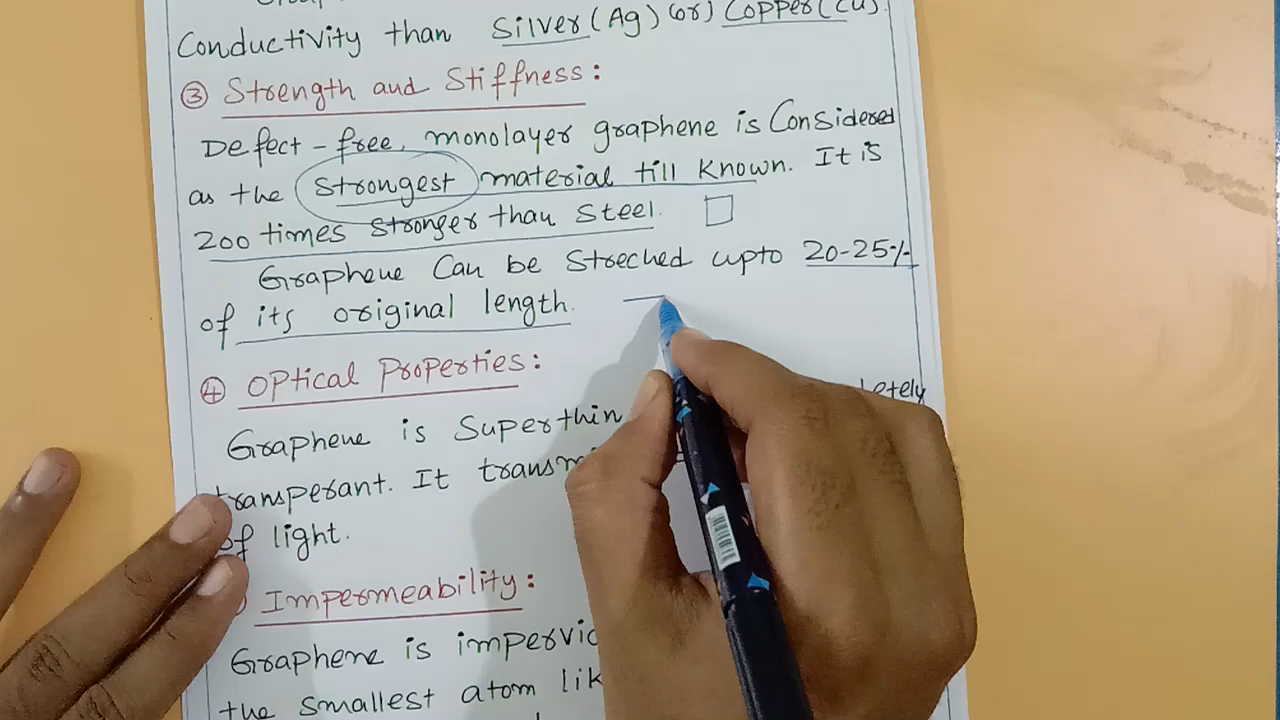 Conductivity than Silver(Ag) (or) Copper(Cu).
③ Strength and Stiffness:
Defect-free, monolayer graphene is Considered
as the strongest material till known. It is
200 times stronger than Steel.
Graphene Can be Streched upto 20-25%
of its original length.
④ Optical Properties:
Graphene is Superthin
transperant. It
of light.
Impermeability:
Graphene is
the smallest atom